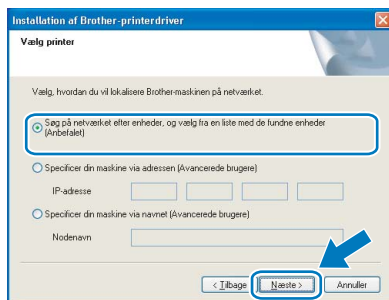 Installation af Brother-printerdriver
Vælg printer
Vælg, hvordan du vil lokalisere Brother-maskinen på netværket.
Søg på netværket efter enheder, og vælg fra en liste med de fundne enheder
(Anbefalet)
Specificer din maskine via adressen (Avancerede brugere)
IP-adresse
Specificer din maskine via navnet (Avancerede brugere)
Nodenavn
< Tilbage Næste > Annuller